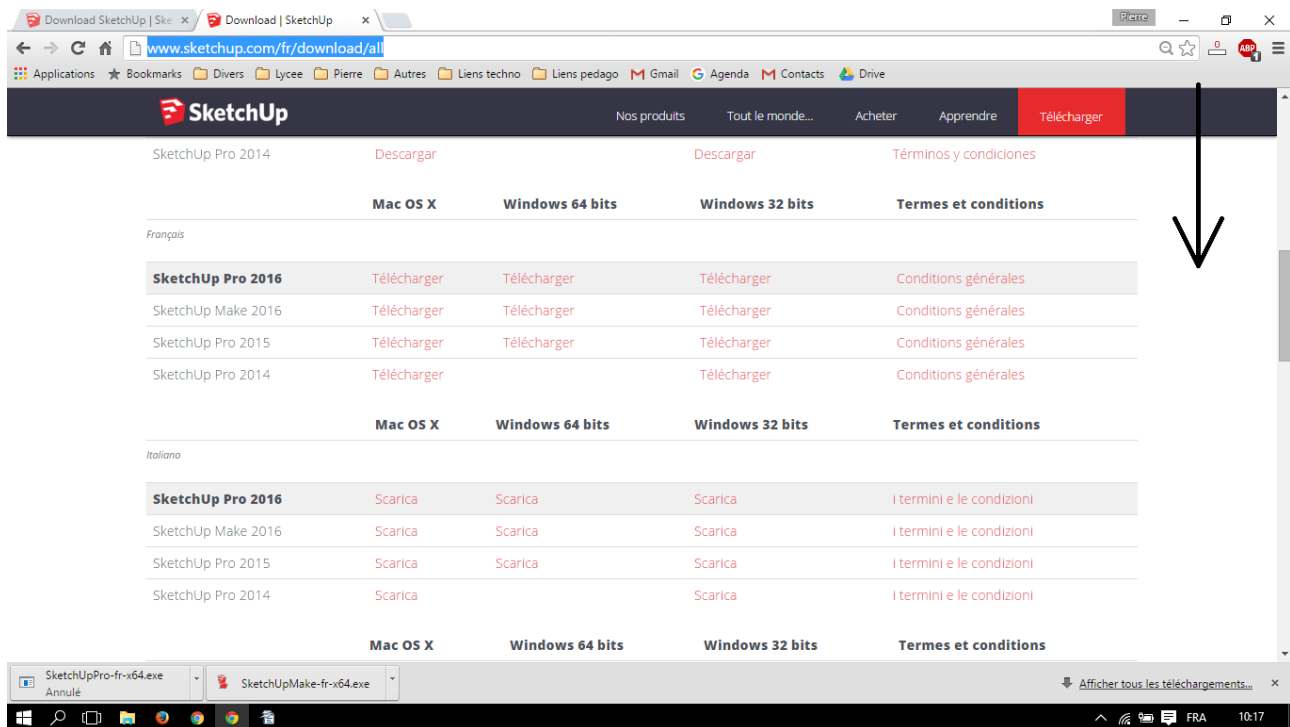 Download SketchUp | Ske Download | SketchUp Pierre
www.sketchup.com/fr/download/all 0 ABP 1
Applications Bookmarks Divers Lycee Pierre Autres Liens techno Liens pedago Gmail Agenda Contacts Drive
SketchUp Nos produits Tout le monde... Acheter Apprendre Télécharger
SketchUp Pro 2014 Descargar Descargar Términos y condiciones
Mac OS X Windows 64 bits Windows 32 bits Termes et conditions
Français
SketchUp Pro 2016 Télécharger Télécharger Télécharger Conditions générales
SketchUp Make 2016 Télécharger Télécharger Télécharger Conditions générales
SketchUp Pro 2015 Télécharger Télécharger Télécharger Conditions générales
SketchUp Pro 2014 Télécharger Télécharger Conditions générales
Mac OS X Windows 64 bits Windows 32 bits Termes et conditions
Italiano
SketchUp Pro 2016 Scarica Scarica Scarica i termini e le condizioni
SketchUp Make 2016 Scarica Scarica Scarica i termini e le condizioni
SketchUp Pro 2015 Scarica Scarica Scarica i termini e le condizioni
SketchUp Pro 2014 Scarica Scarica i termini e le condizioni
Mac OS X Windows 64 bits Windows 32 bits Termes et conditions
SketchUpPro-fr-x64.exe
Annulé
SketchUpMake-fr-x64.exe
Afficher tous les téléchargements...
FRA 10:17